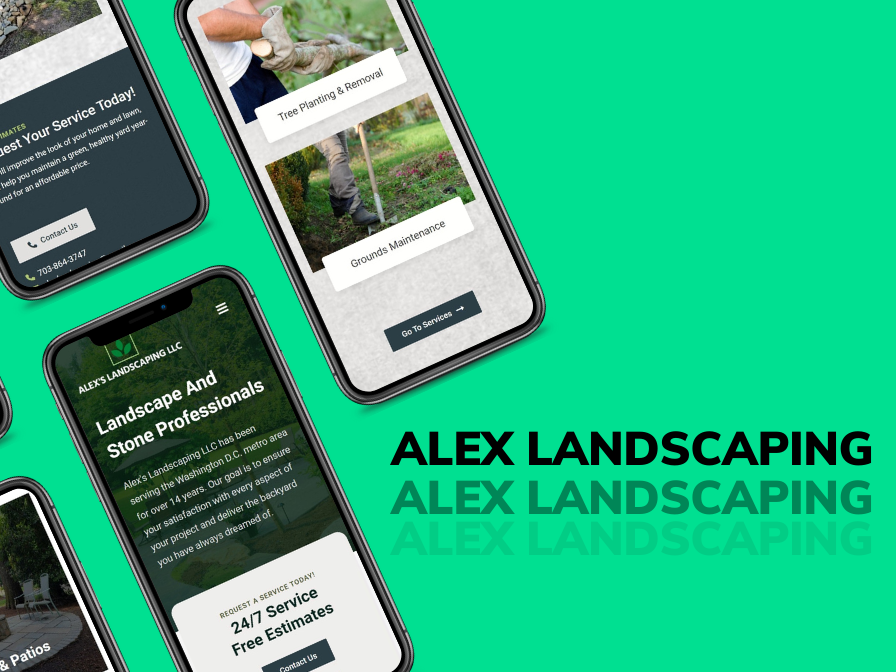 Tree Planting & Removal
Grounds Maintenance
Go To Services
Today!
Request Your Service Today!
will improve the look of your home and lawn,
help you maintain a green, healthy yard year-
for an affordable price.
Contact Us
703-864-3747
ALEX'S LANDSCAPING LLC
Landscape And
Stone Professionals
Alex's Landscaping LLC has been
serving the Washington D.C. metro area
for over 14 years. Our goal is to ensure
your satisfaction with every aspect of
your project and deliver the backyard
you have always dreamed of.
REQUEST A SERVICE TODAY!
24/7 Service
Free Estimates
Contact Us
& Patios
ALEX LANDSCAPING
ALEX LANDSCAPING
ALEX LANDSCAPING